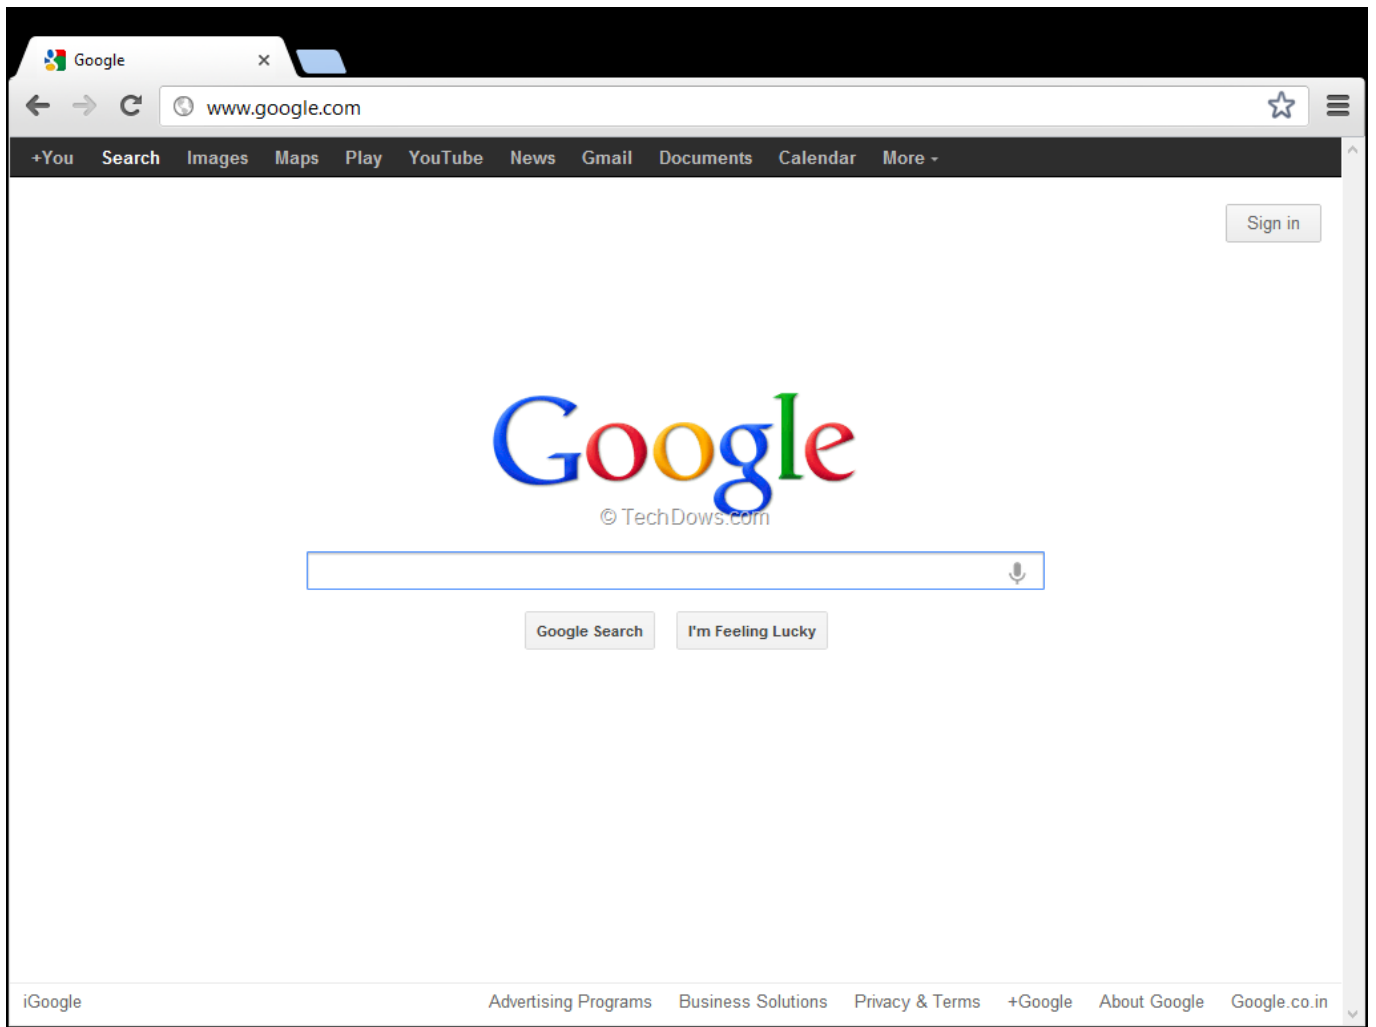 Google
www.google.com
+You Search Images Maps Play YouTube News Gmail Documents Calendar More
Sign in
Google
© TechDows.com
Google Search I'm Feeling Lucky
iGoogle Advertising Programs Business Solutions Privacy & Terms +Google About Google Google.co.in